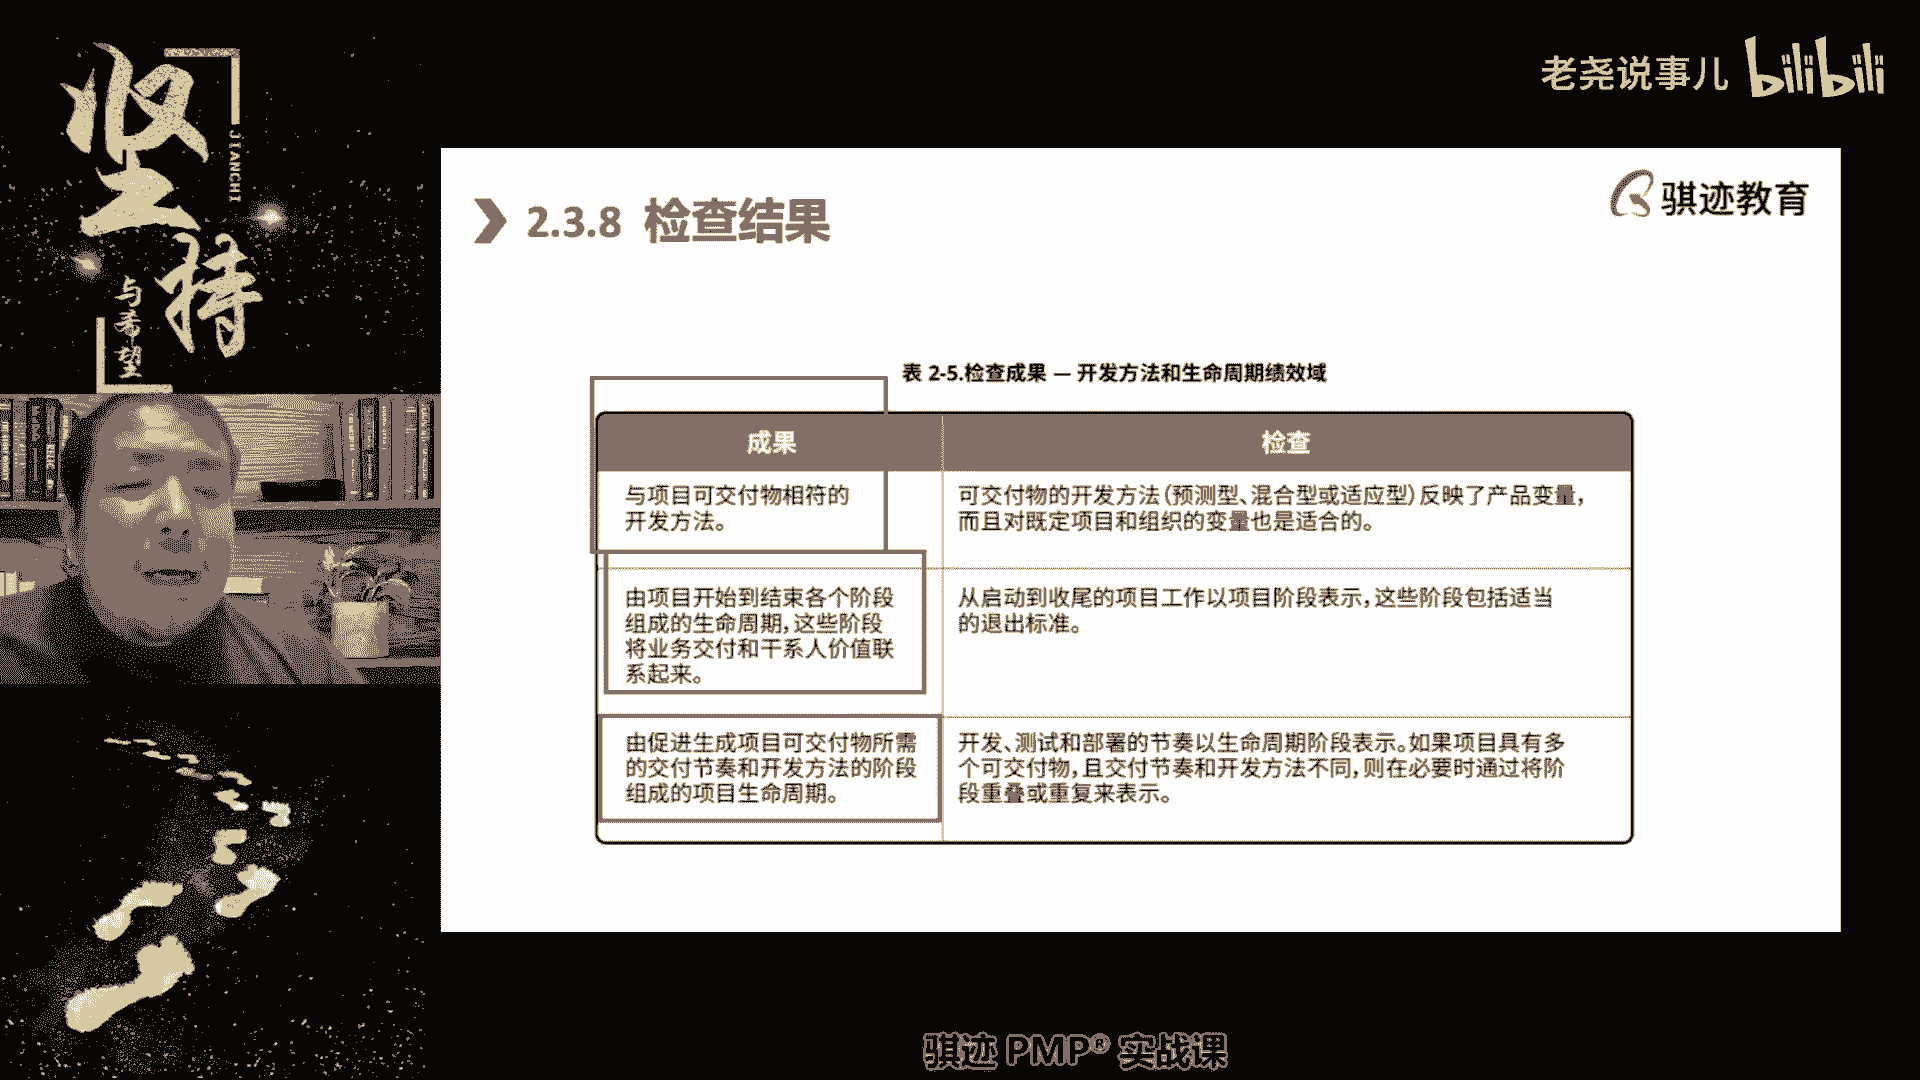 坚持
JIANCHI
与希望
老尧说事儿 bilibili
骐迹教育
2.3.8 检查结果
表 2-5.检查成果 — 开发方法和生命周期绩效域
成果
检查
与项目可交付物相符的
开发方法。
可交付物的开发方法(预测型、混合型或适应型)反映了产品变量,
而且对既定项目和组织的变量也是适合的。
由项目开始到结束各个阶段
组成的生命周期,这些阶段
将业务交付和干系人价值联
系起来。
从启动到收尾的项目工作以项目阶段表示,这些阶段包括适当
的退出标准。
由促进生成项目可交付物所需
的交付节奏和开发方法的阶段
组成的项目生命周期。
开发、测试和部署的节奏以生命周期阶段表示。如果项目具有多
个可交付物,且交付节奏和开发方法不同,则在必要时通过将阶
段重叠或重复来表示。
骐迹 PMP® 实战课